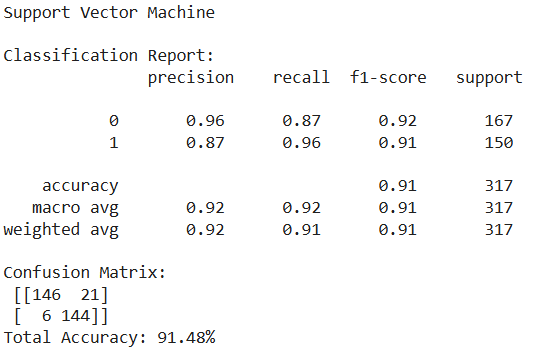 Support Vector Machine
Classification Report:
precision recall f1-score support
0 0.96 0.87 0.92 167
1 0.87 0.96 0.91 150
accuracy 0.91 317
macro avg 0.92 0.92 0.91 317
weighted avg 0.92 0.91 0.91 317
Confusion Matrix:
[[146 21]
[ 6 144]]
Total Accuracy: 91.48%